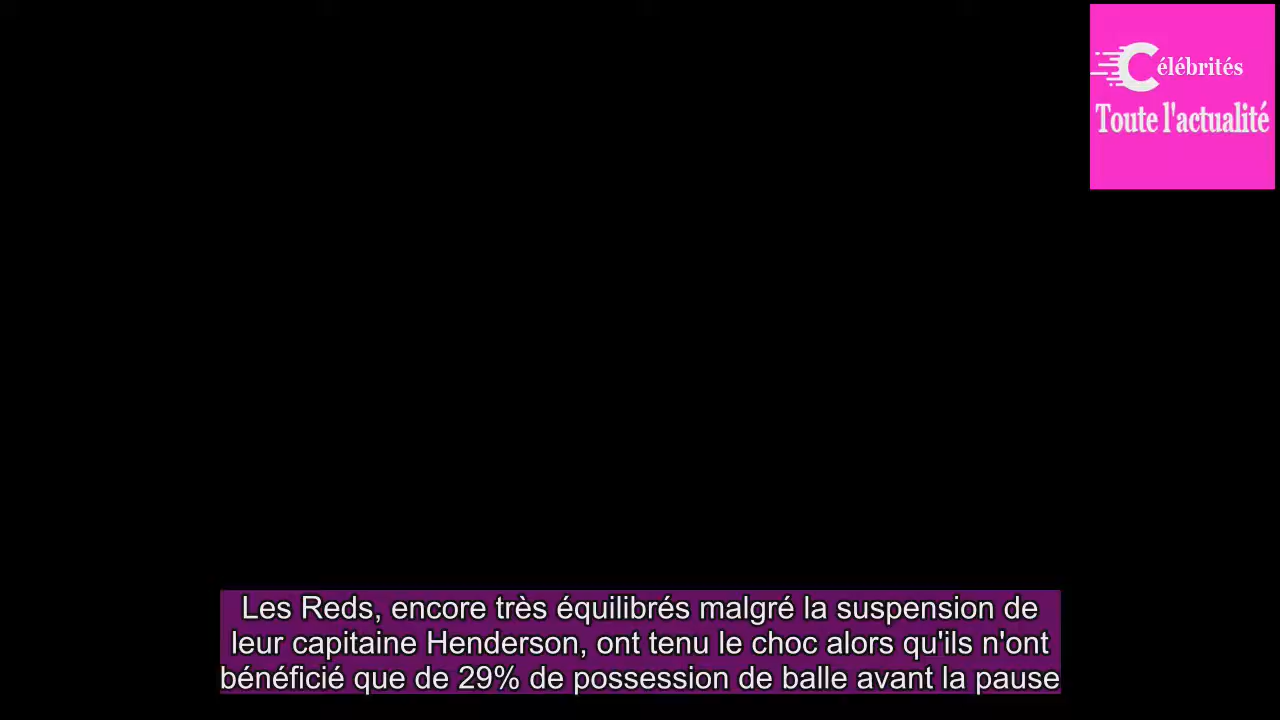 Célébrités
Toute l'actualité
Les Reds, encore très équilibrés malgré la suspension de
leur capitaine Henderson, ont tenu le choc alors qu'ils n'ont
bénéficié que de 29% de possession de balle avant la pause